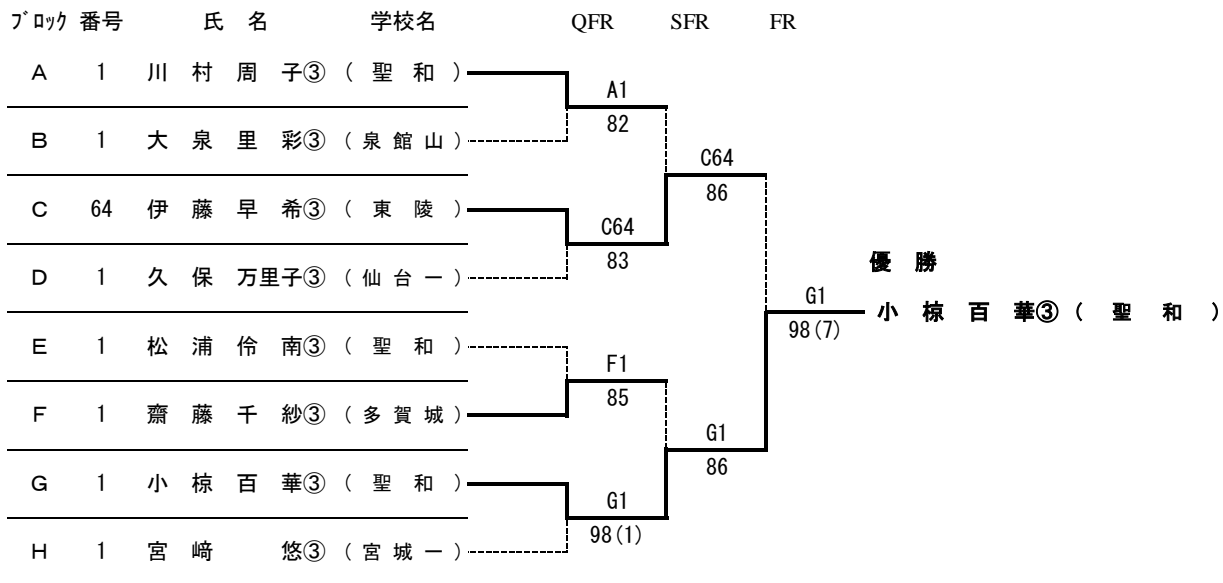 ブロック 番号 氏 名 学校名 QFR SFR FR
A 1 川 村 周 子③ ( 聖 和 )
A1
82
B 1 大 泉 里 彩③ ( 泉 館 山 )
C64
86
C 64 伊 藤 早 希③ ( 東 陵 )
C64
83
D 1 久 保 万里子③ ( 仙 台 一 )
優 勝
G1
98(7)
小 椋 百 華③ ( 聖 和 )
E 1 松 浦 伶 南③ ( 聖 和 )
F1
85
F 1 齋 藤 千 紗③ ( 多 賀 城 )
G1
86
G 1 小 椋 百 華③ ( 聖 和 )
G1
98(1)
H 1 宮 﨑 悠③ ( 宮 城 一 )